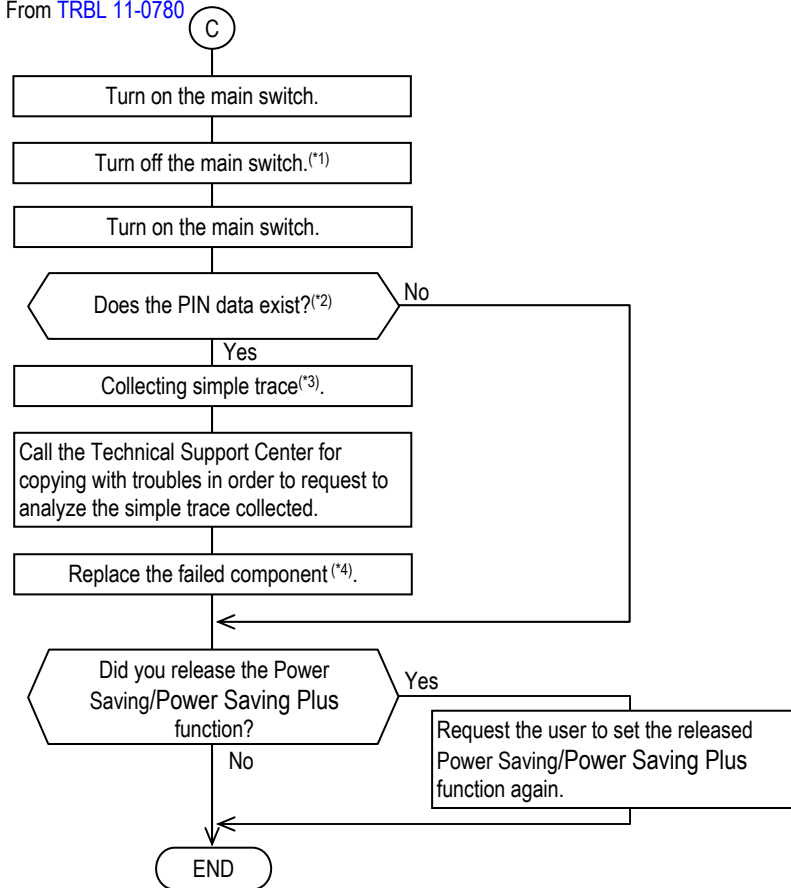 From TRBL 11-0780
C
Turn on the main switch.
Turn off the main switch.(*1)
Turn on the main switch.
Does the PIN data exist?(*2)
No
Yes
Collecting simple trace(*3).
Call the Technical Support Center for
copying with troubles in order to request to
analyze the simple trace collected.
Replace the failed component (*4).
Did you release the Power
Saving/Power Saving Plus
function?
Yes
Request the user to set the released
Power Saving/Power Saving Plus
function again.
No
END